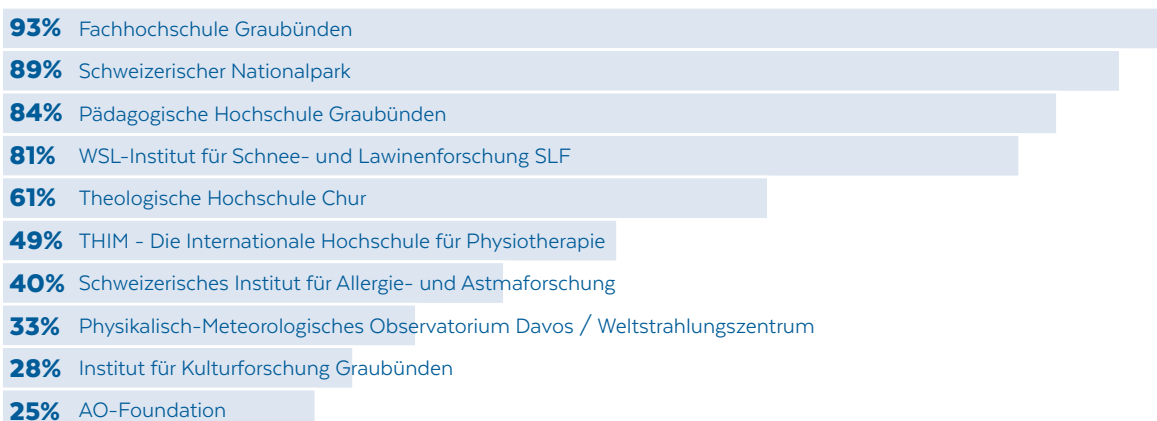 93% Fachhochschule Graubünden
89% Schweizerischer Nationalpark
84% Pädagogische Hochschule Graubünden
81% WSL-Institut für Schnee- und Lawinenforschung SLF
61% Theologische Hochschule Chur
49% THIM - Die Internationale Hochschule für Physiotherapie
40% Schweizerisches Institut für Allergie- und Astmaforschung
33% Physikalisch-Meteorologisches Observatorium Davos / Weltstrahlungszentrum
28% Institut für Kulturforschung Graubünden
25% AO-Foundation